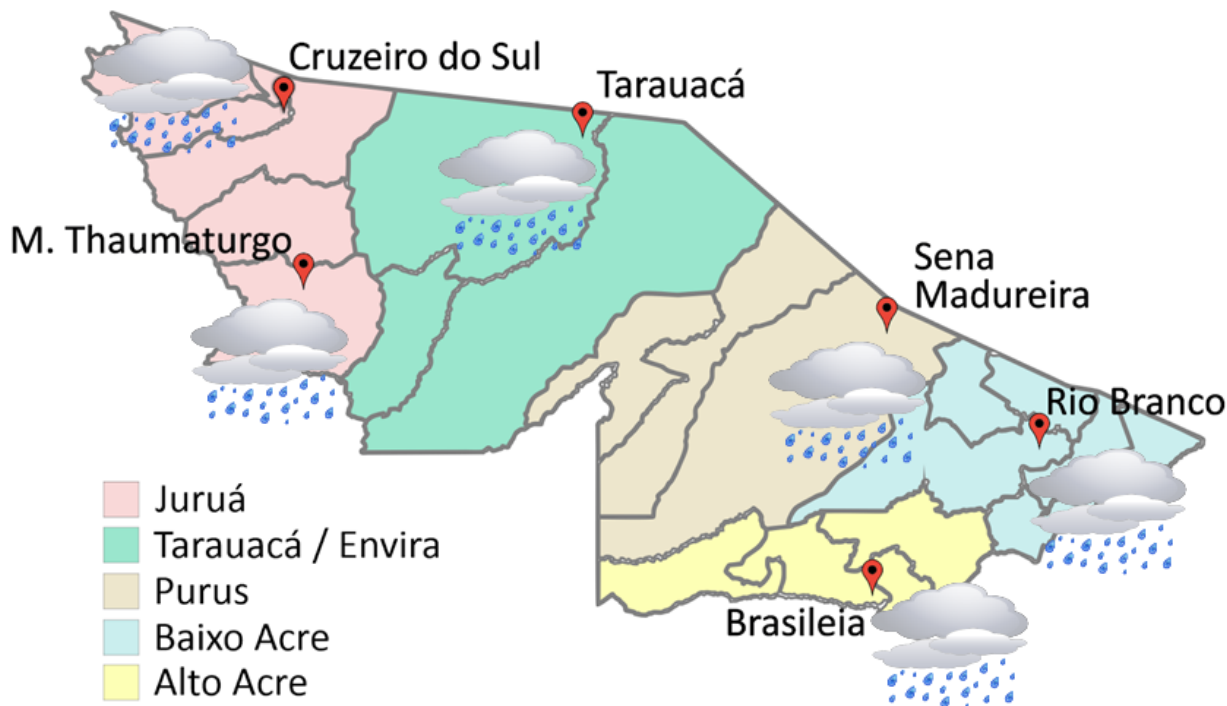 Cruzeiro do Sul
Tarauacá
M. Thaumaturgo
Sena
Madureira
Rio Branco
Brasileia
Juruá
Tarauacá / Envira
Purus
Baixo Acre
Alto Acre